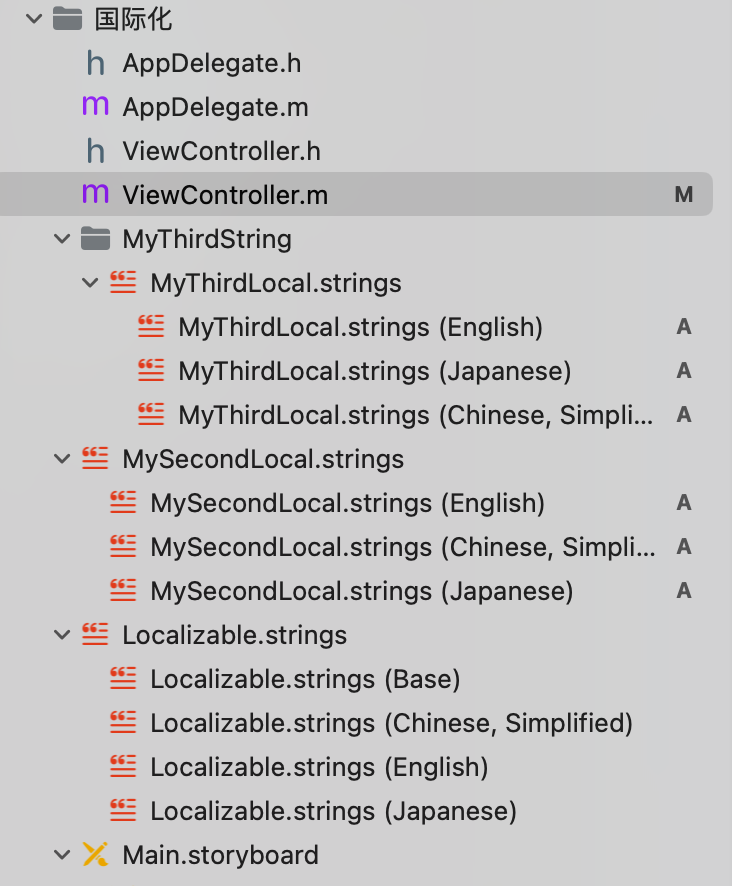 国际化
h AppDelegate.h
m AppDelegate.m
h ViewController.h
m ViewController.m M
MyThirdString
MyThirdLocal.strings
MyThirdLocal.strings (English) A
MyThirdLocal.strings (Japanese) A
MyThirdLocal.strings (Chinese, Simpli... A
MySecondLocal.strings
MySecondLocal.strings (English) A
MySecondLocal.strings (Chinese, Simpli... A
MySecondLocal.strings (Japanese) A
Localizable.strings
Localizable.strings (Base)
Localizable.strings (Chinese, Simplified)
Localizable.strings (English)
Localizable.strings (Japanese)
Main.storyboard